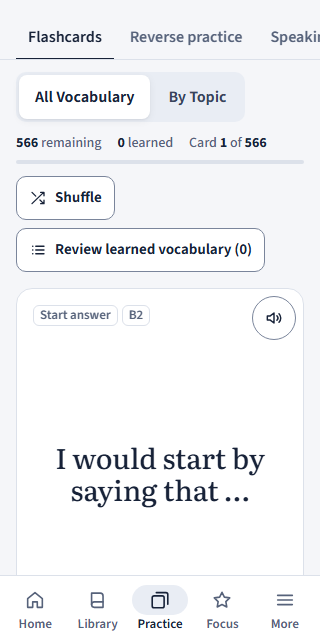 Flashcards Reverse practice Speakin
All Vocabulary By Topic
566 remaining 0 learned Card 1 of 566
Shuffle
Review learned vocabulary (0)
Start answer B2
I would start by
saying that ...
Home Library Practice Focus More